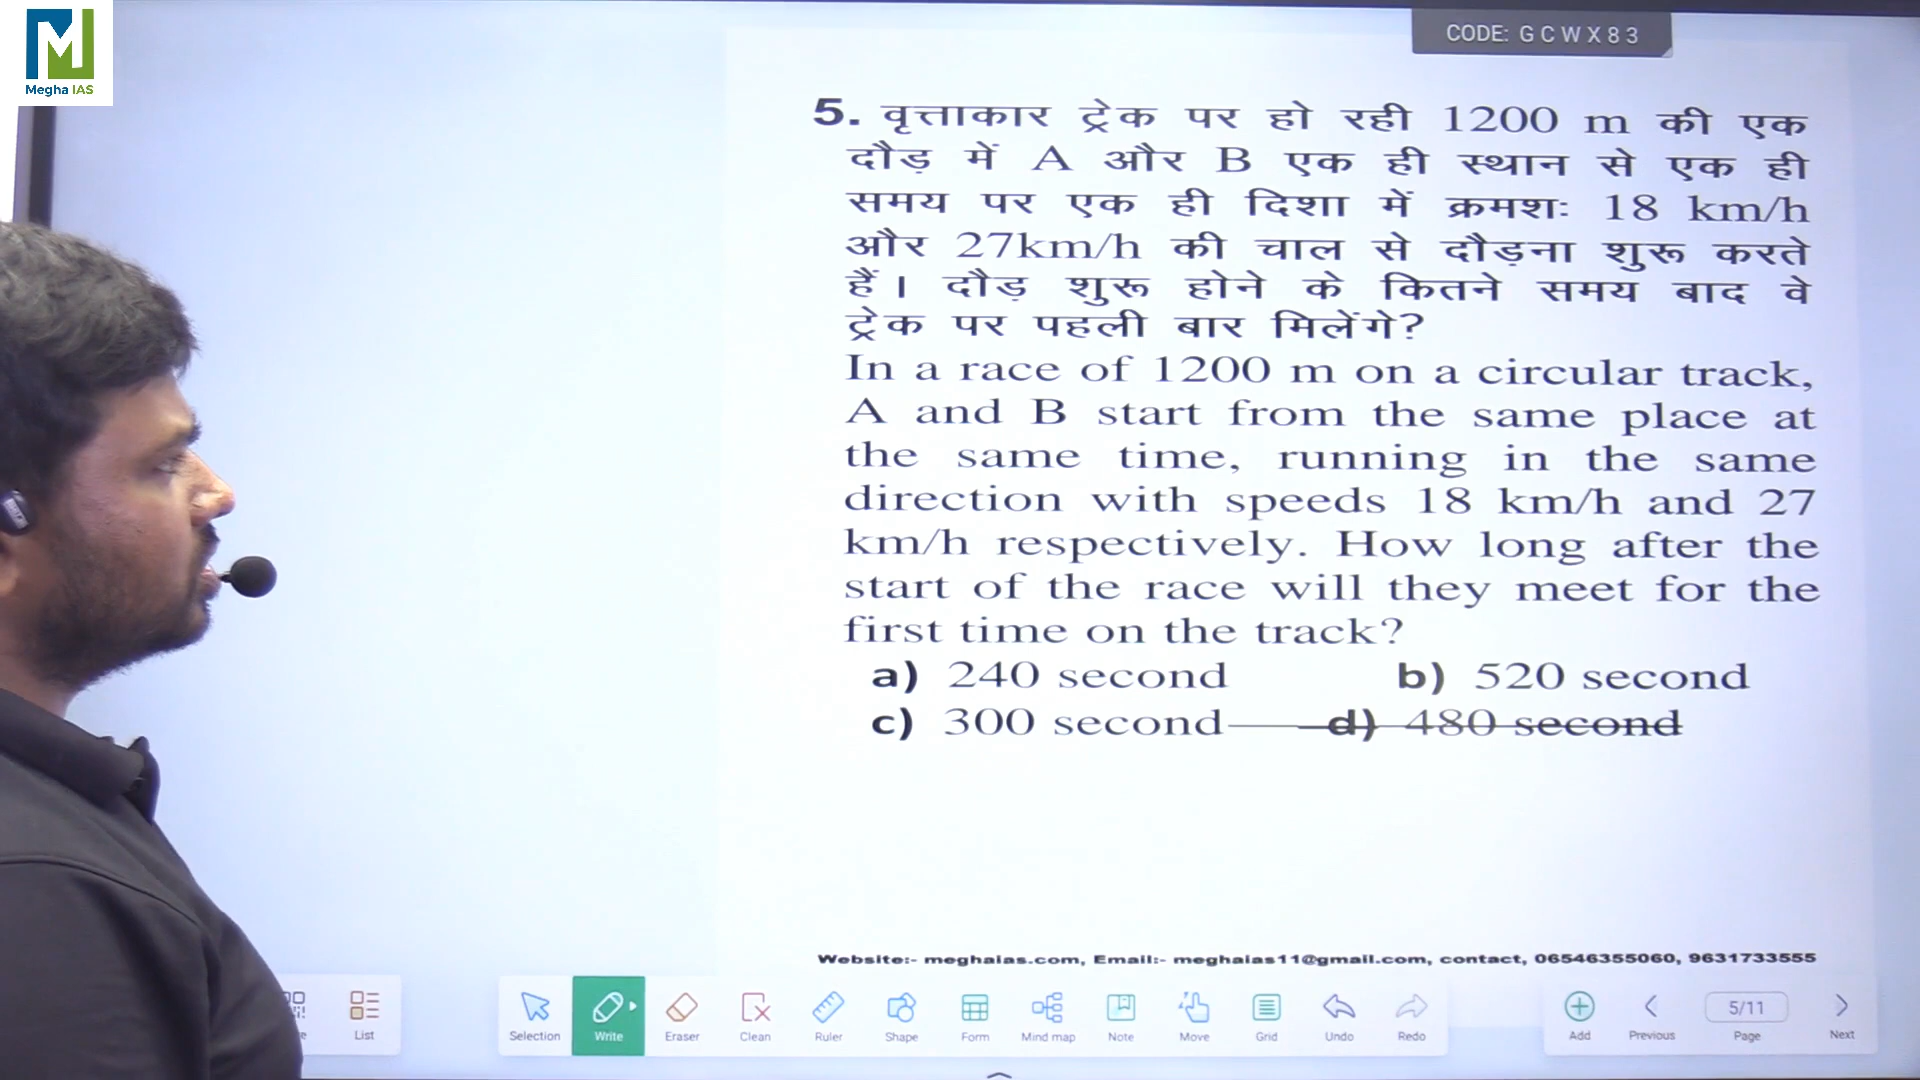 Megha IAS
CODE: GCWX83
5. वृत्ताकार ट्रेक पर हो रही 1200 m की एक
दौड़ में A और B एक ही स्थान से एक ही
समय पर एक ही दिशा में क्रमशः 18 km/h
और 27km/h की चाल से दौड़ना शुरू करते
हैं। दौड़ शुरू होने के कितने समय बाद वे
ट्रेक पर पहली बार मिलेंगे?
In a race of 1200 m on a circular track,
A and B start from the same place at
the same time, running in the same
direction with speeds 18 km/h and 27
km/h respectively. How long after the
start of the race will they meet for the
first time on the track?
a) 240 second b) 520 second
c) 300 second d) 480 second
Website:- meghaias.com, Email:- meghaias11@gmail.com, contact, 06546355060, 9631733555
List Selection Write Eraser Clean Ruler Shape Form Mind map Note Move Grid Undo Redo Add Previous 5/11 Page Next